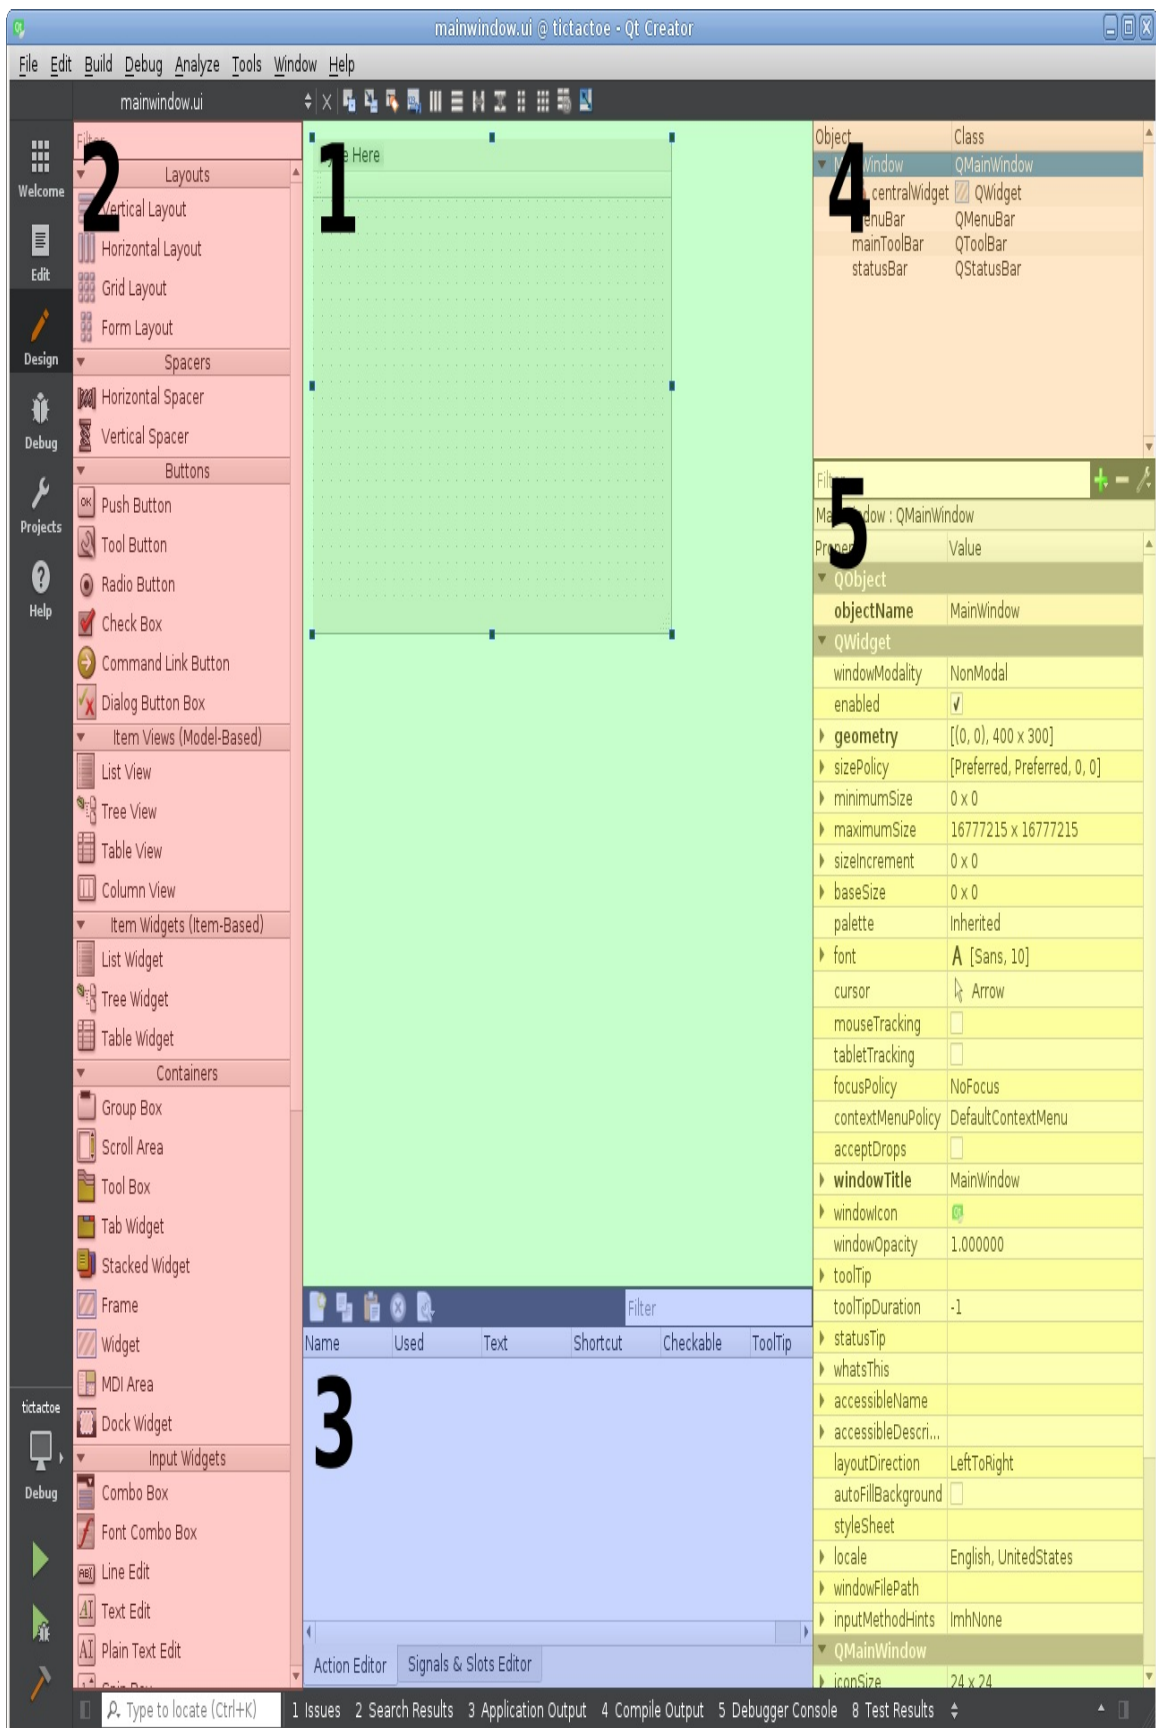 mainwindow.ui @ tictactoe - Qt Creator
File Edit Build Debug Analyze Tools Window Help
mainwindow.ui
Welcome
Edit
Design
Debug
Projects
Help
tictactoe
Debug
2
Layouts
Vertical Layout
Horizontal Layout
Grid Layout
Form Layout
Spacers
Horizontal Spacer
Vertical Spacer
Buttons
OK Push Button
Tool Button
Radio Button
Check Box
Command Link Button
Dialog Button Box
Item Views (Model-Based)
List View
Tree View
Table View
Column View
Item Widgets (Item-Based)
List Widget
Tree Widget
Table Widget
Containers
Group Box
Scroll Area
Tool Box
Tab Widget
Stacked Widget
Frame
Widget
MDI Area
Dock Widget
Input Widgets
Combo Box
Font Combo Box
Line Edit
AI Text Edit
AI Plain Text Edit
1
Here
Filter
Name Used Text Shortcut Checkable ToolTip
3
Action Editor Signals & Slots Editor
Object Class
4
QMainWindow
centralWidget QWidget
menuBar QMenuBar
mainToolBar QToolBar
statusBar QStatusBar
5
: QMainWindow
Value
QObject
objectName MainWindow
QWidget
windowModality NonModal
enabled
geometry [(0, 0), 400 x 300]
sizePolicy [Preferred, Preferred, 0, 0]
minimumSize 0 x 0
maximumSize 16777215 x 16777215
sizeIncrement 0 x 0
baseSize 0 x 0
palette Inherited
font A [Sans, 10]
cursor Arrow
mouseTracking
tabletTracking
focusPolicy NoFocus
contextMenuPolicy DefaultContextMenu
acceptDrops
windowTitle MainWindow
windowIcon
windowOpacity 1.000000
toolTip
toolTipDuration -1
statusTip
whatsThis
accessibleName
accessibleDescri...
layoutDirection LeftToRight
autoFillBackground
styleSheet
locale English, UnitedStates
windowFilePath
inputMethodHints ImhNone
QMainWindow
iconSize 24 x 24
Type to locate (Ctrl+K) 1 Issues 2 Search Results 3 Application Output 4 Compile Output 5 Debugger Console 8 Test Results